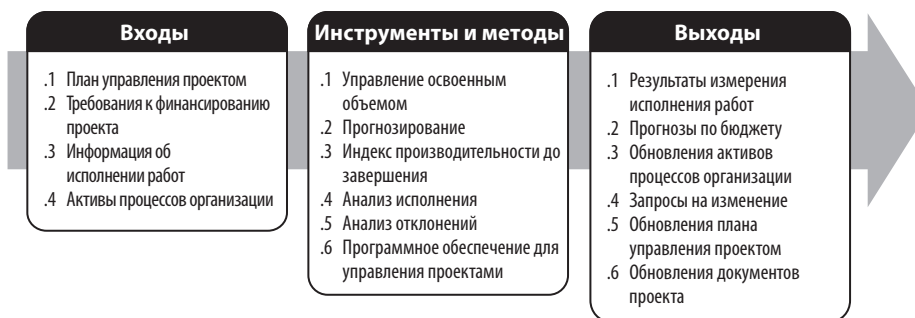 Входы
.1 План управления проектом
.2 Требования к финансированию
проекта
.3 Информация об
исполнении работ
.4 Активы процессов организации
Инструменты и методы
.1 Управление освоенным
объемом
.2 Прогнозирование
.3 Индекс производительности до
завершения
.4 Анализ исполнения
.5 Анализ отклонений
.6 Программное обеспечение для
управления проектами
Выходы
.1 Результаты измерения
исполнения работ
.2 Прогнозы по бюджету
.3 Обновления активов
процессов организации
.4 Запросы на изменение
.5 Обновления плана
управления проектом
.6 Обновления документов
проекта